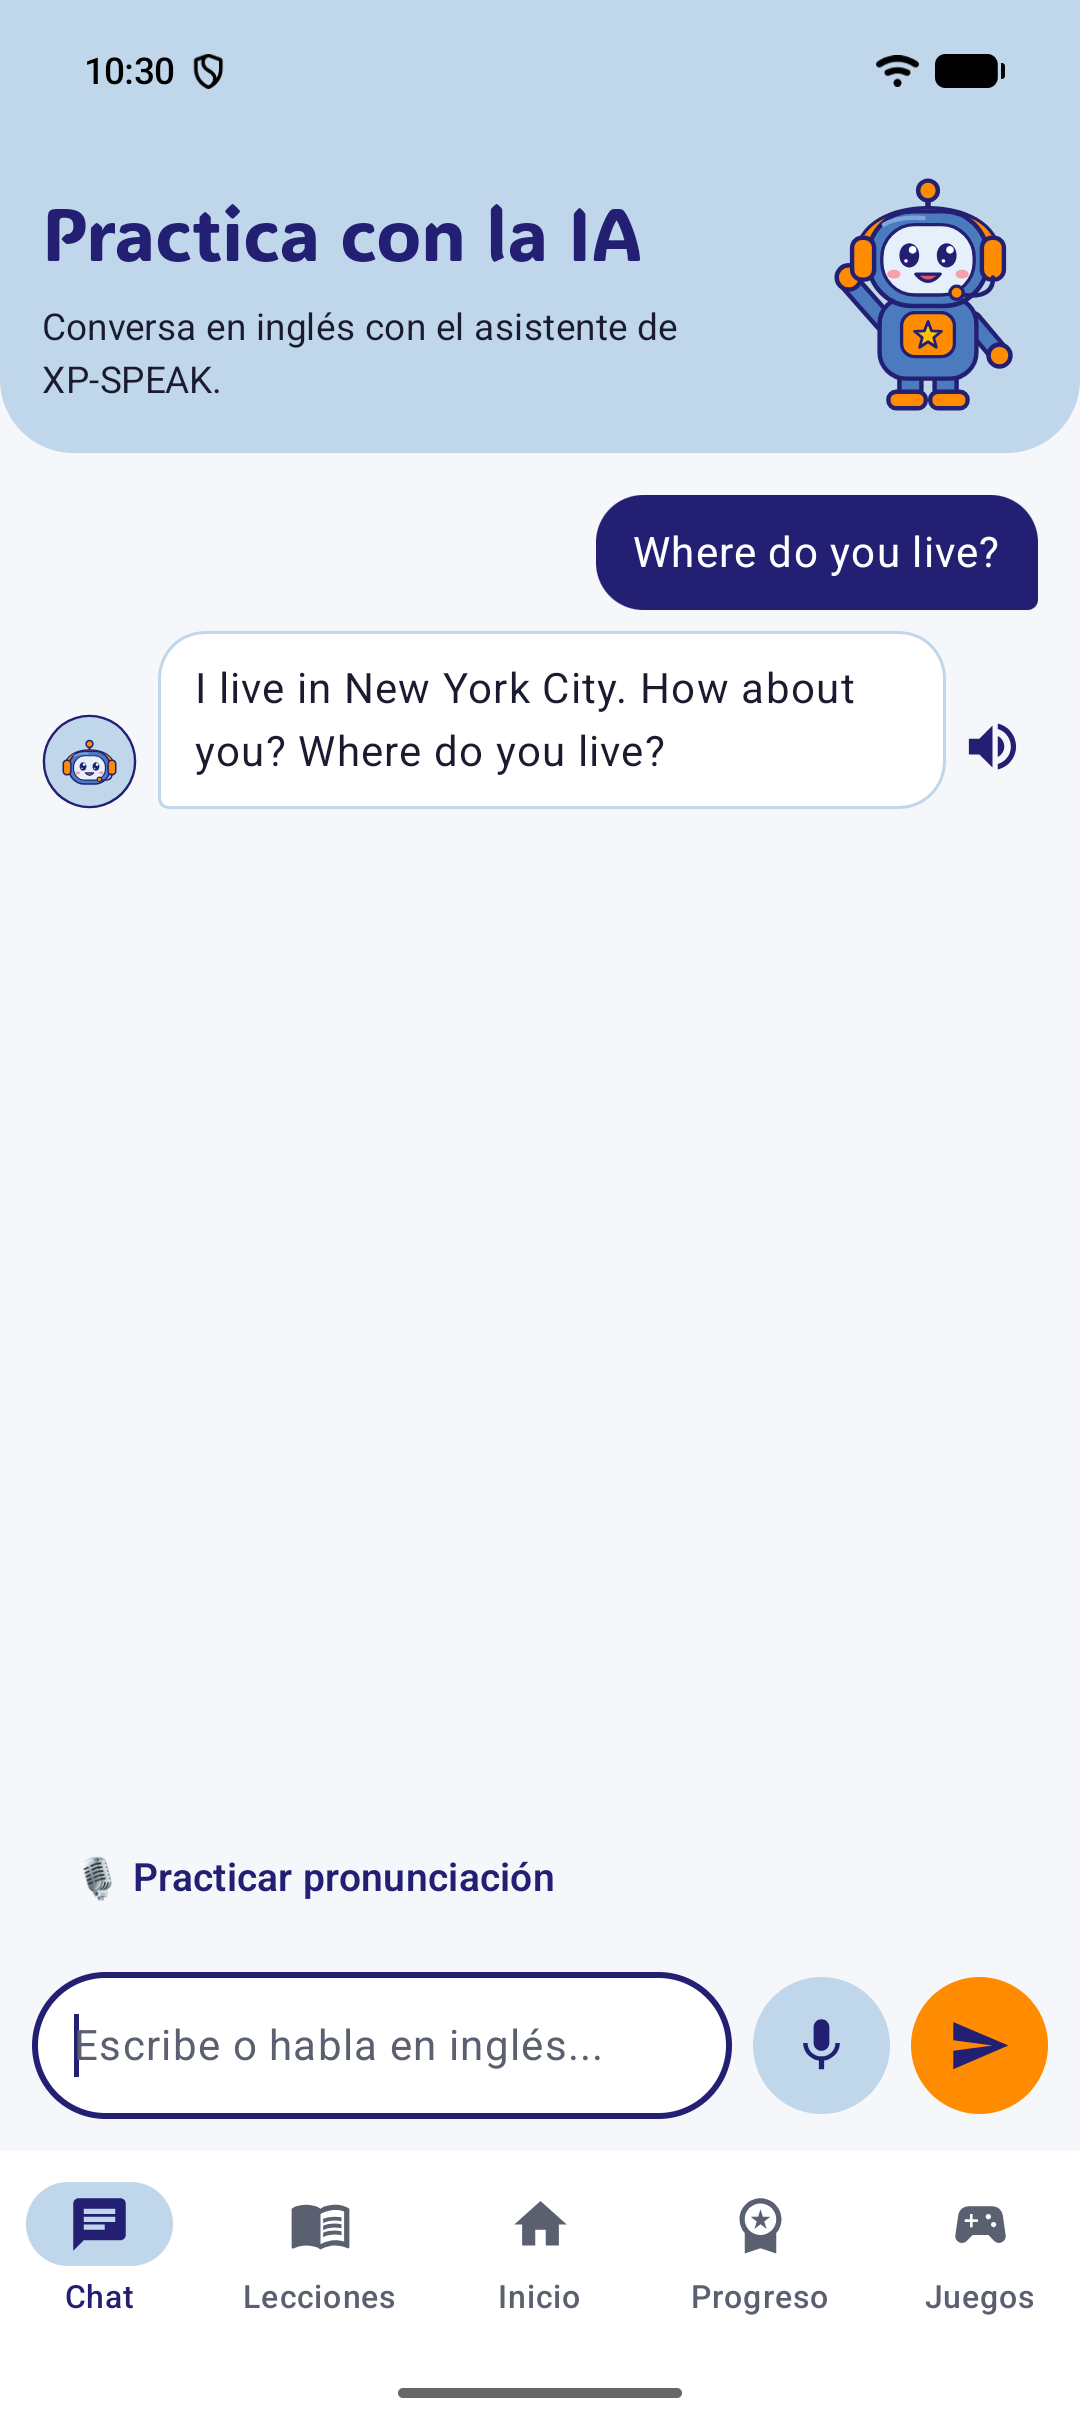 10:30
Practica con la IA
Conversa en inglés con el asistente de
XP-SPEAK.
Where do you live?
I live in New York City. How about
you? Where do you live?
Practicar pronunciación
Escribe o habla en inglés...
Chat
Lecciones
Inicio
Progreso
Juegos